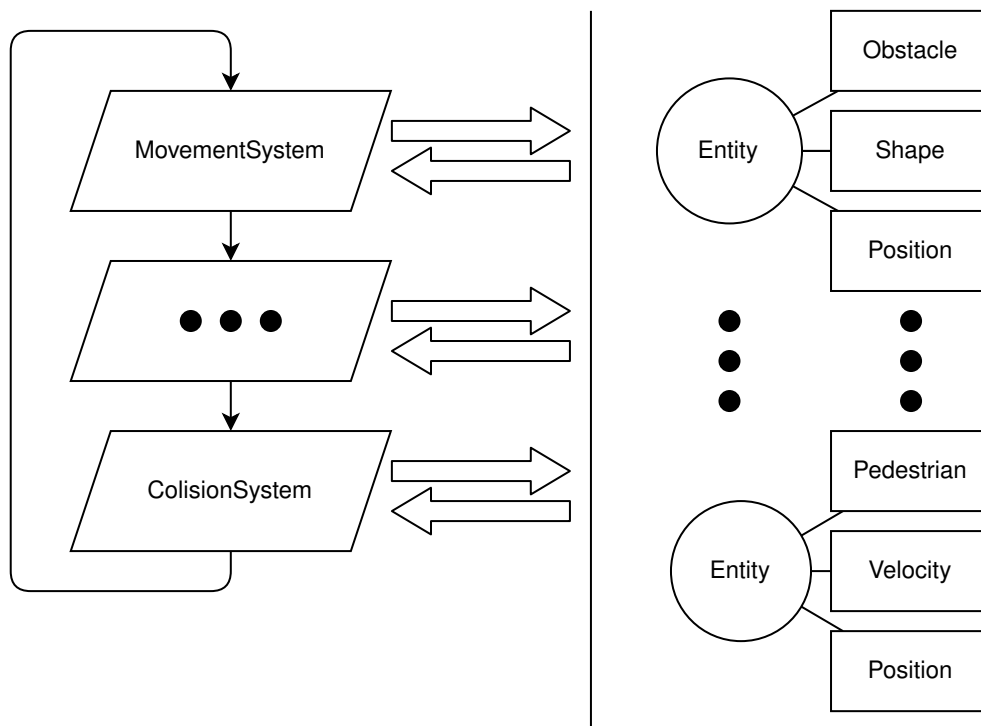 MovementSystem
ColisionSystem
Entity
Obstacle
Shape
Position
Entity
Pedestrian
Velocity
Position